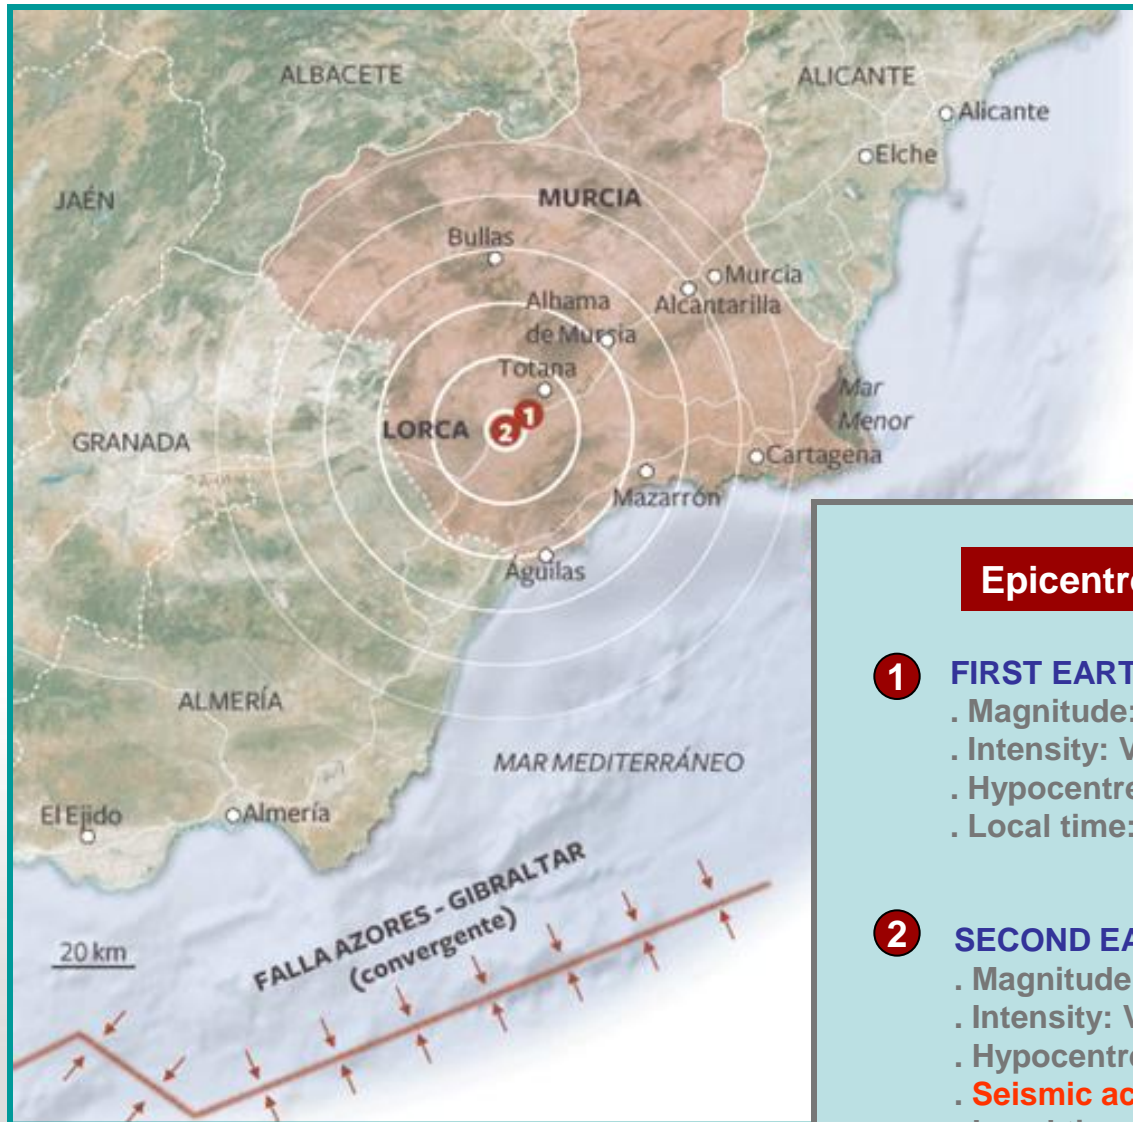 ALBACETE
ALICANTE
Alicante
Elche
JAÉN
MURCIA
Bullas
Murcia
Alcantarilla
Alhama
de Murcia
Totana
Mar
Menor
1
LORCA
2
GRANADA
Cartagena
Mazarrón
Águilas
ALMERÍA
MAR MEDITERRÁNEO
El Ejido
Almería
FALLA AZORES - GIBRALTAR
(convergente)
20 km
Epicentre
1 FIRST EART
. Magnitude:
. Intensity: V
. Hypocentre
. Local time:
2 SECOND EA
. Magnitude
. Intensity: V
. Hypocentre
. Seismic ac